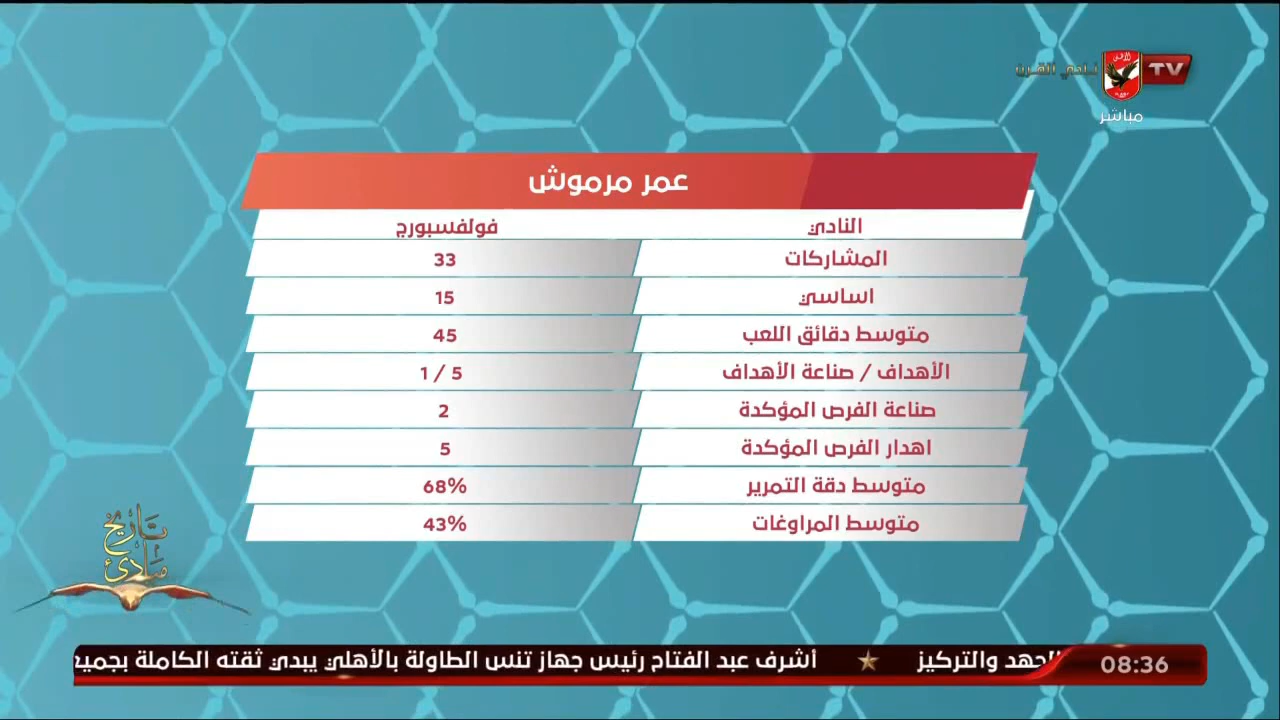 نادي القرن TV
مباشر
عمر مرموش
النادي فولفسبورج
المشاركات 33
اساسي 15
متوسط دقائق اللعب 45
الأهداف / صناعة الأهداف 5 / 1
صناعة الفرص المؤكدة 2
اهدار الفرص المؤكدة 5
متوسط دقة التمرير 68%
متوسط المراوغات 43%
تاريخ
مبادئ
08:36 الجهد والتركيز أشرف عبد الفتاح رئيس جهاز تنس الطاولة بالأهلي يبدي ثقته الكاملة بجميع